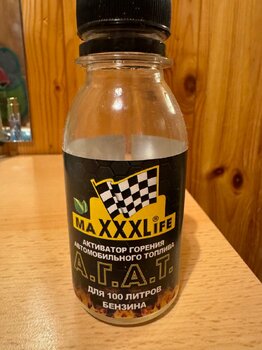 MAXXXLIFE®
АКТИВАТОР ГОРЕНИЯ
АВТОМОБИЛЬНОГО ТОПЛИВА
А.Г.А.Т.
ДЛЯ 100 ЛИТРОВ
БЕНЗИНА